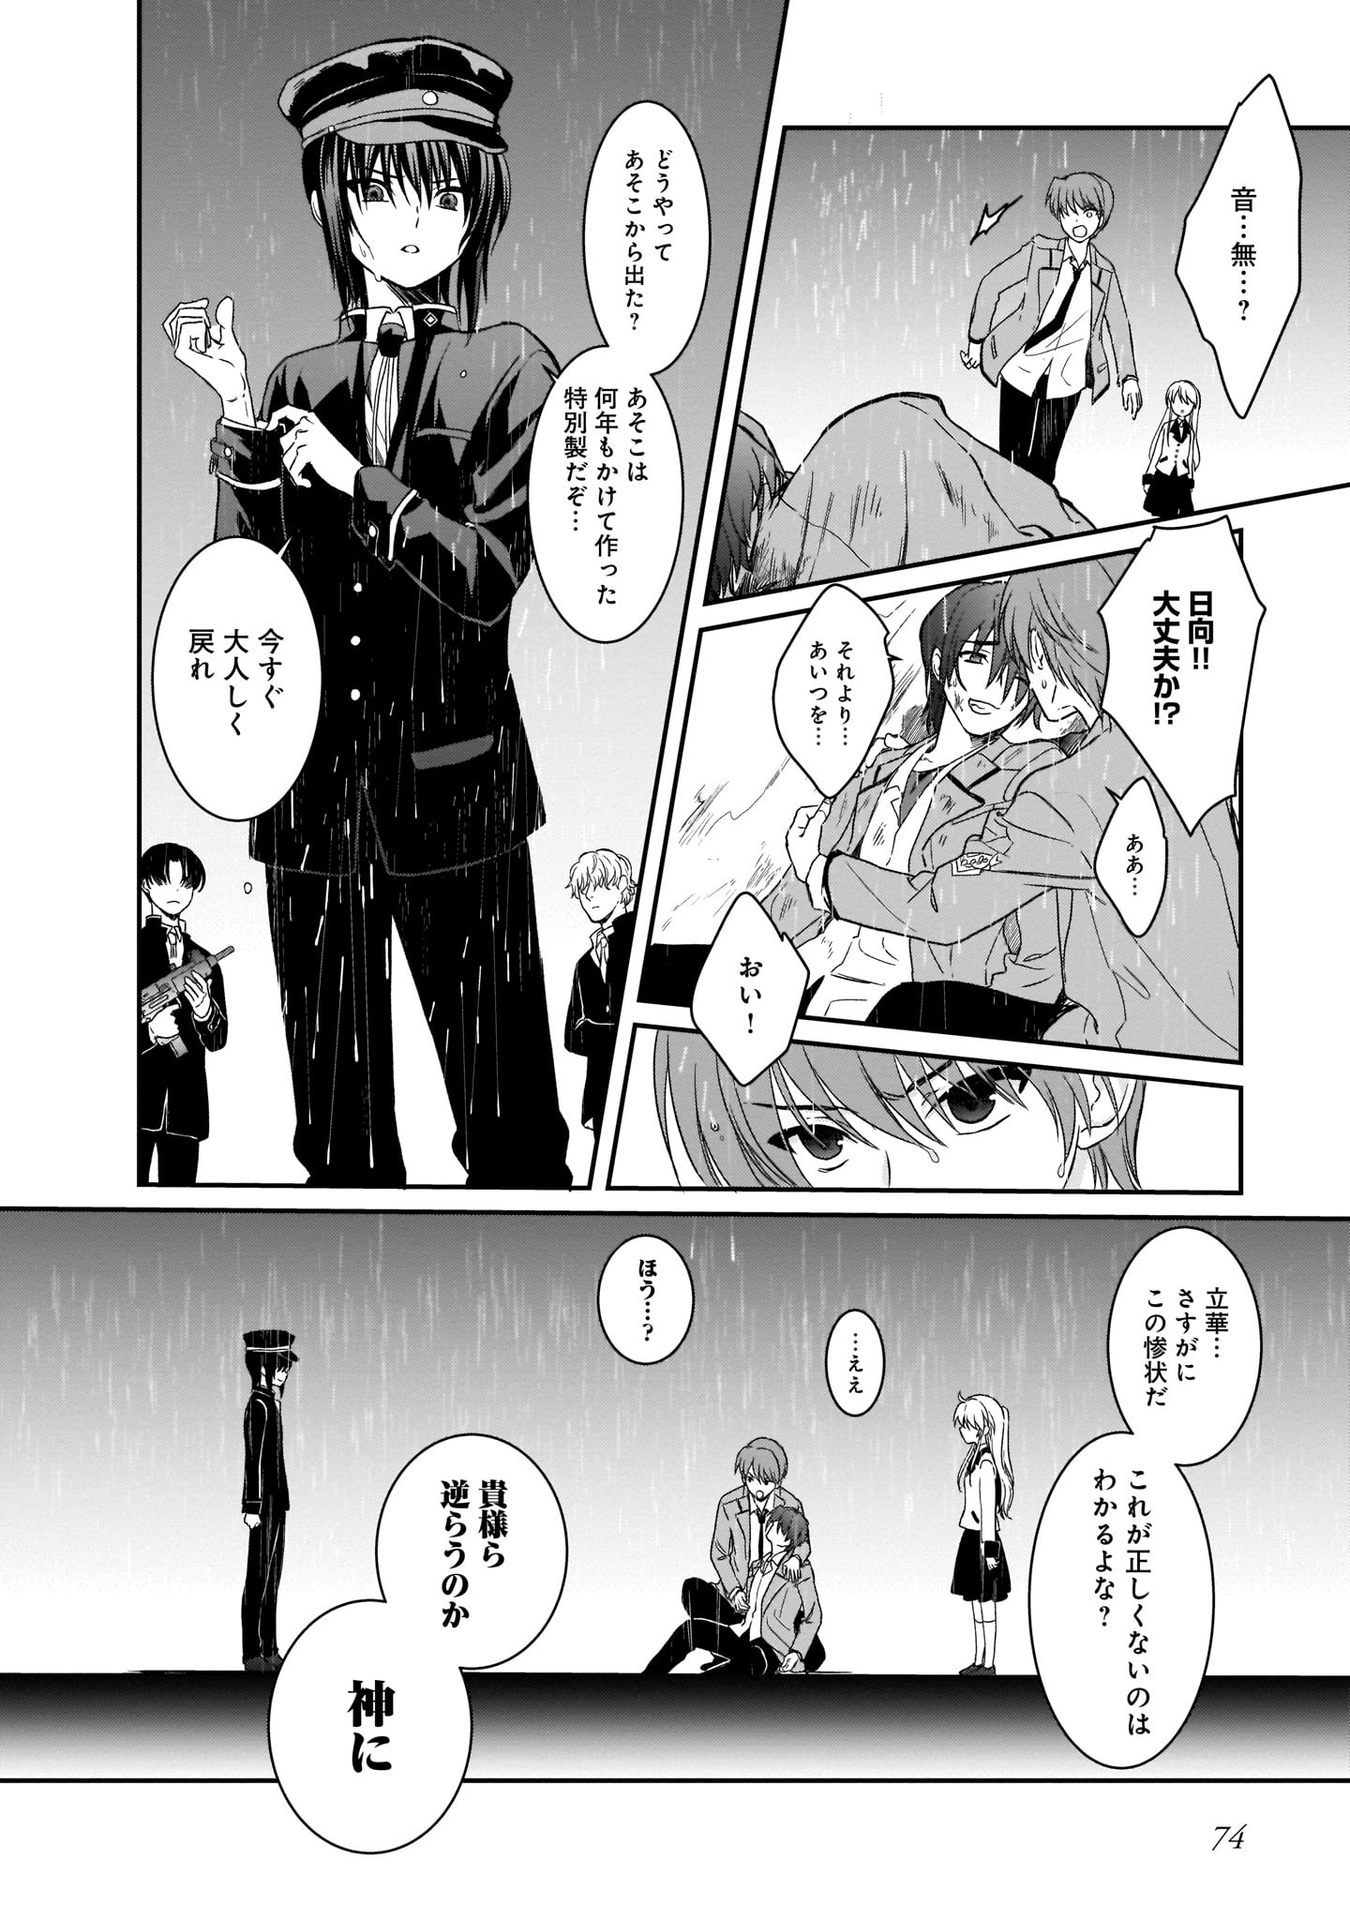 音…無…?
日向!!
大丈夫か!?
ああ…
それより…
あいつを…
おい!
どうやって
あそこから出た?
あそこは
何年もかけて作った
特別製だぞ…
今すぐ
大人しく
戻れ
立華…
さすがに
この惨状だ
これが正しくないのは
わかるよな?
…ええ
ほう…?
貴様ら
逆らうのか
神に
74